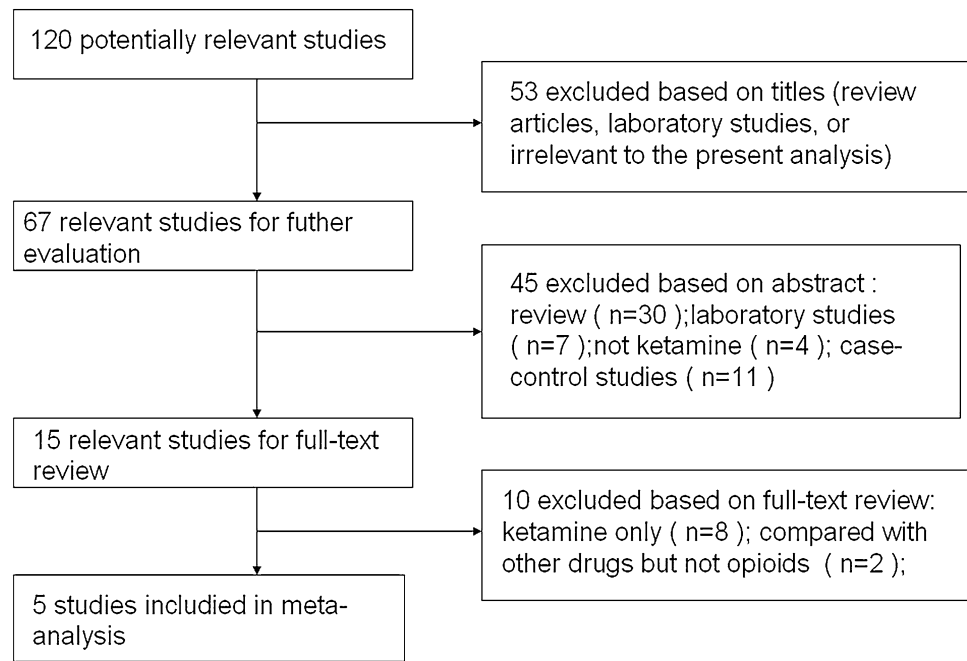 120 potentially relevant studies
53 excluded based on titles (review
articles, laboratory studies, or
irrelevant to the present analysis)
67 relevant studies for futher
evaluation
45 excluded based on abstract :
review ( n=30 );laboratory studies
( n=7 );not ketamine ( n=4 ); case-
control studies ( n=11 )
15 relevant studies for full-text
review
10 excluded based on full-text review:
ketamine only ( n=8 ); compared with
other drugs but not opioids ( n=2 );
5 studies includied in meta-
analysis